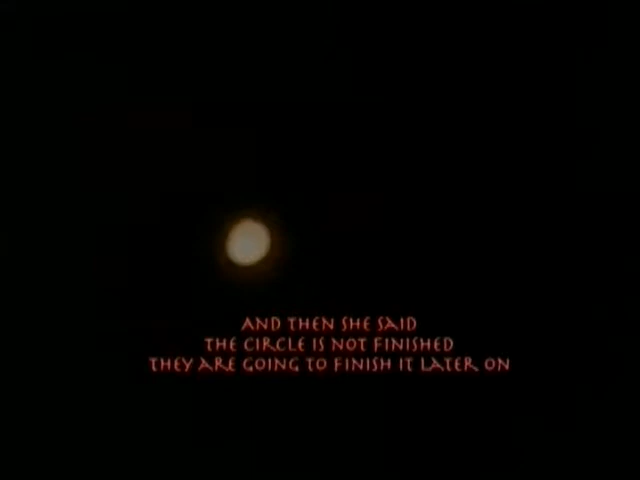 AND THEN SHE SAID
THE CIRCLE IS NOT FINISHED
THEY ARE GOING TO FINISH IT LATER ON